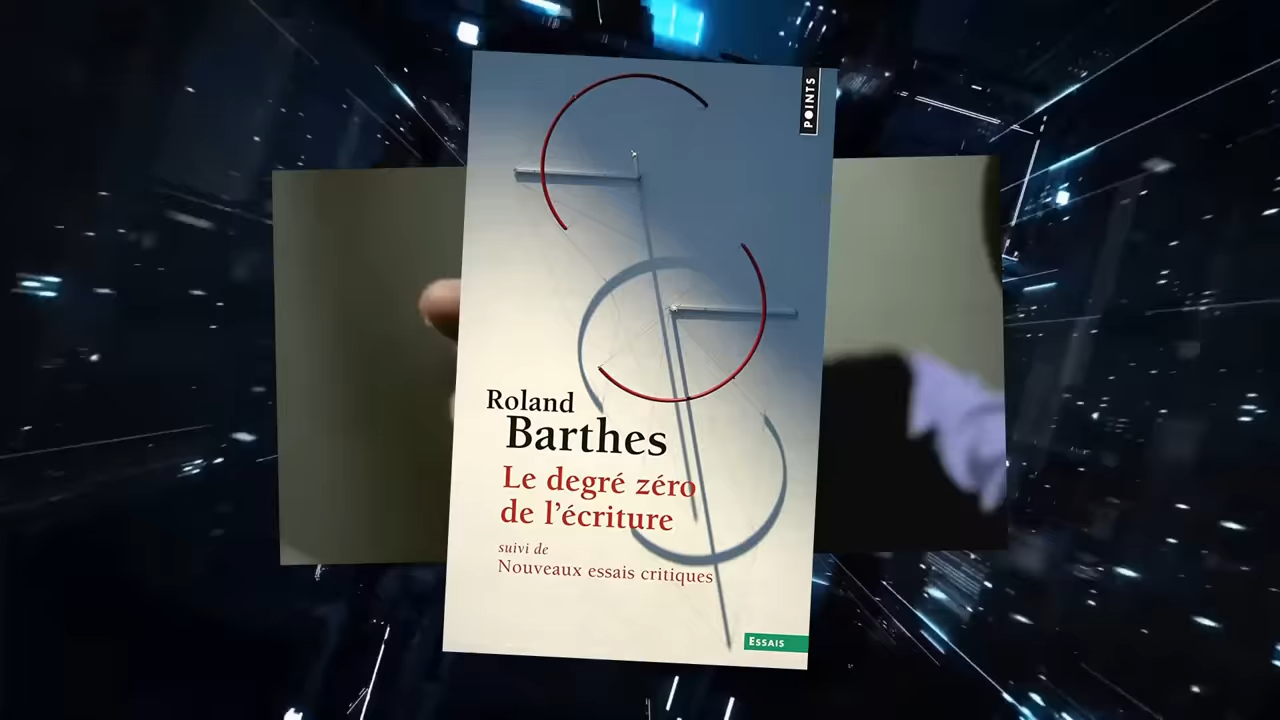 POINTS
Roland
Barthes
Le degré zéro
de l'écriture
suivi de
Nouveaux essais critiques
ESSAIS